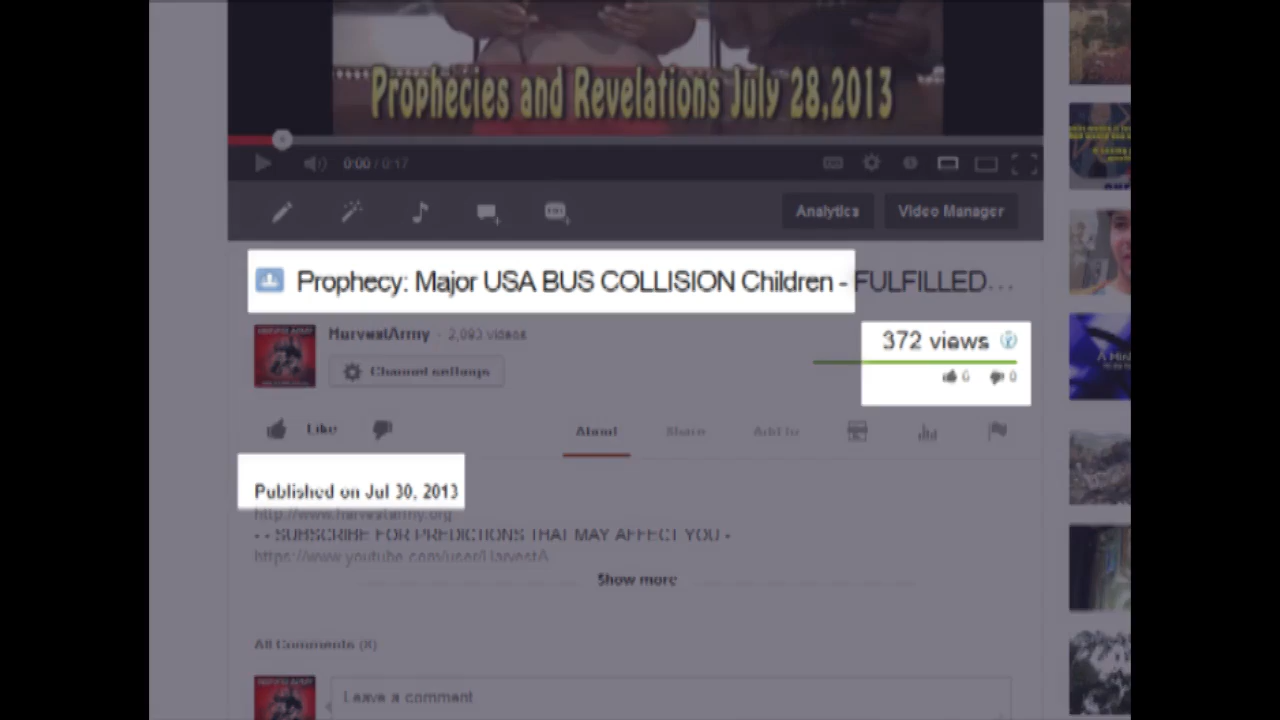 Prophecies and Revelations July 28,2013
0:00 / 0:17
Analytics
Video Manager
Prophecy: Major USA BUS COLLISION Children - FULFILLED...
HarvestArmy · 2,093 videos
Channel settings
372 views
6 0
Like
About
Share
Add to
Published on Jul 30, 2013
http://www.harvestarmy.org
- - SUBSCRIBE FOR PREDICTIONS THAT MAY AFFECT YOU -
https://www.youtube.com/user/HarvestA
Show more
All Comments (8)
Leave a comment